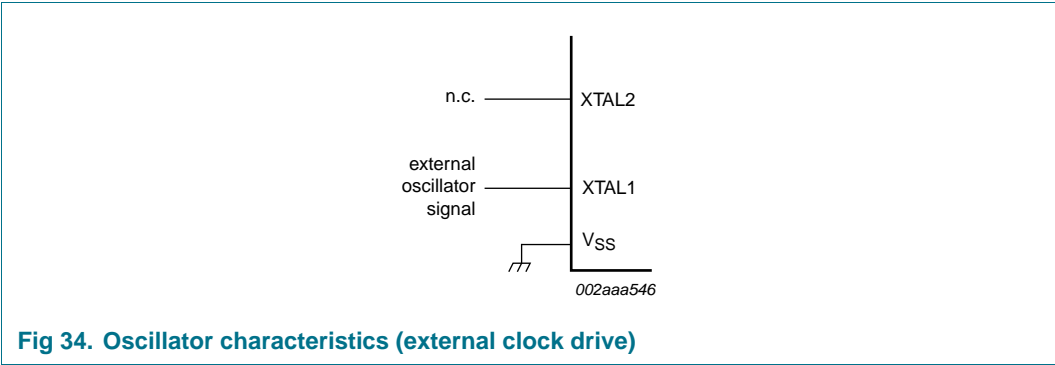 n.c.
XTAL2
external
oscillator
signal
XTAL1
VSS
002aaa546
Fig 34. Oscillator characteristics (external clock drive)